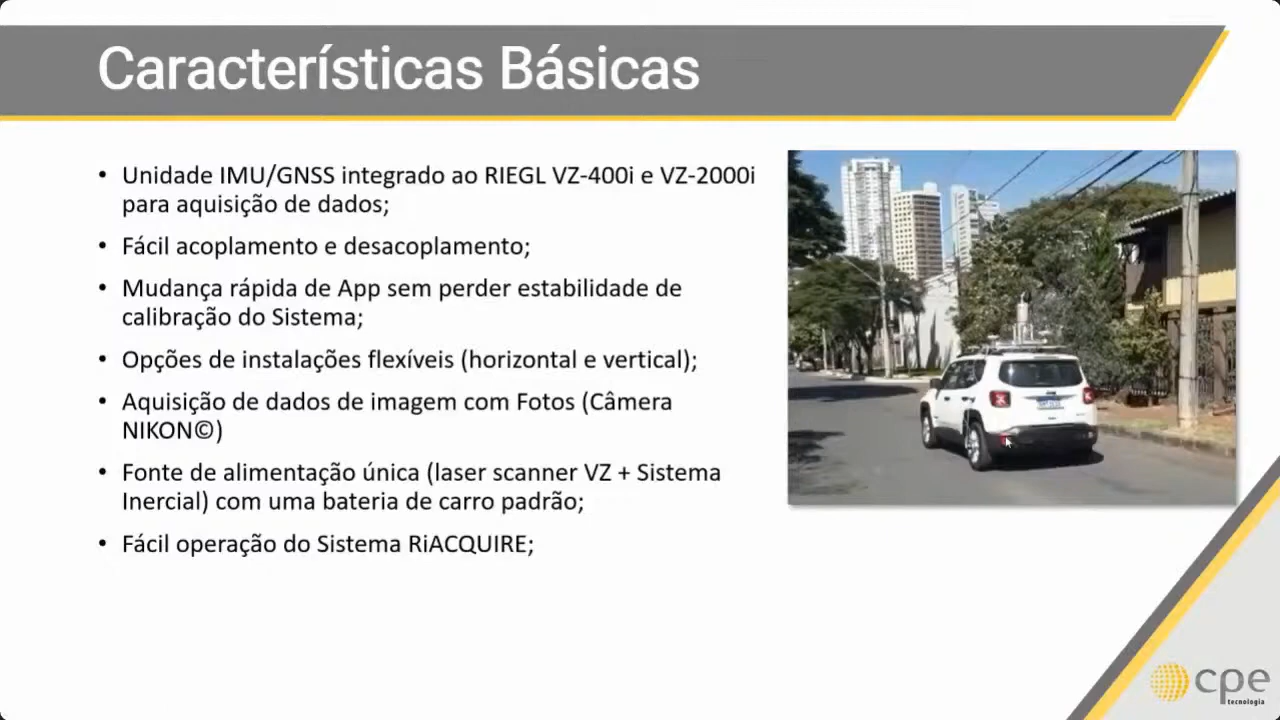 Características Básicas
• Unidade IMU/GNSS integrado ao RIEGL VZ-400i e VZ-2000i
para aquisição de dados;
• Fácil acoplamento e desacoplamento;
• Mudança rápida de App sem perder estabilidade de
calibração do Sistema;
• Opções de instalações flexíveis (horizontal e vertical);
• Aquisição de dados de imagem com Fotos (Câmera
NIKON©)
• Fonte de alimentação única (laser scanner VZ + Sistema
Inercial) com uma bateria de carro padrão;
• Fácil operação do Sistema RiACQUIRE;
cpe
tecnologia